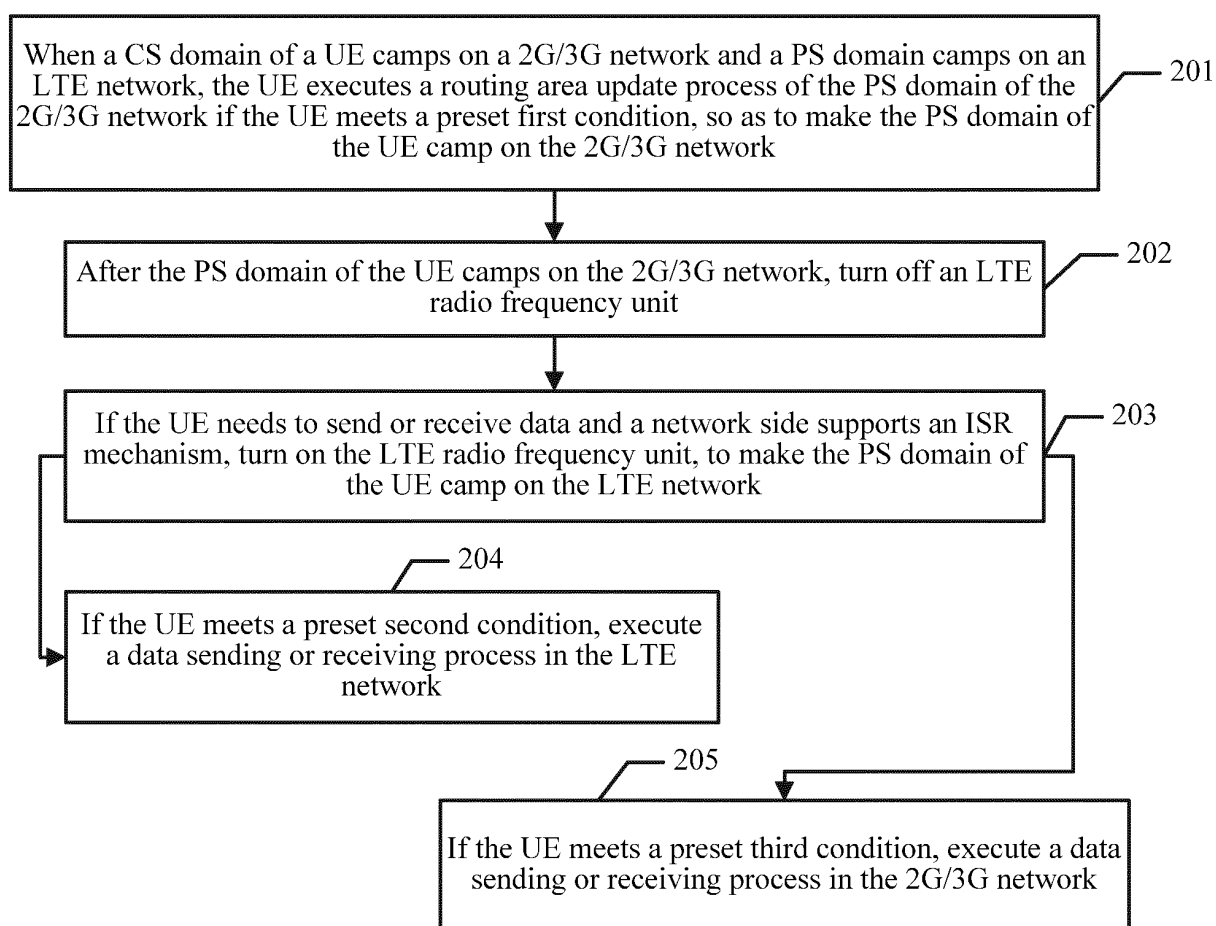 When a CS domain of a UE camps on a 2G/3G network and a PS domain camps on an
LTE network, the UE executes a routing area update process of the PS domain of the
2G/3G network if the UE meets a preset first condition, so as to make the PS domain of
the UE camp on the 2G/3G network
201
After the PS domain of the UE camps on the 2G/3G network, turn off an LTE
radio frequency unit
202
If the UE needs to send or receive data and a network side supports an ISR
mechanism, turn on the LTE radio frequency unit, to make the PS domain of
the UE camp on the LTE network
203
204
If the UE meets a preset second condition, execute
a data sending or receiving process in the LTE
network
205
If the UE meets a preset third condition, execute a data
sending or receiving process in the 2G/3G network